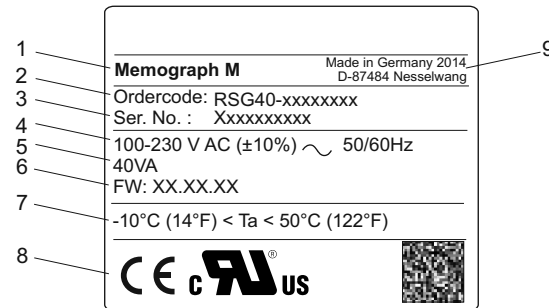 1
2
3
4
5
6
7
8
9
Memograph M
Made in Germany 2014
D-87484 Nesselwang
Ordercode: RSG40-xxxxxxxx
Ser. No. : Xxxxxxxxxx
100-230 V AC (±10%) 50/60Hz
40VA
FW: XX.XX.XX
-10°C (14°F) < Ta < 50°C (122°F)
CE c RU® US